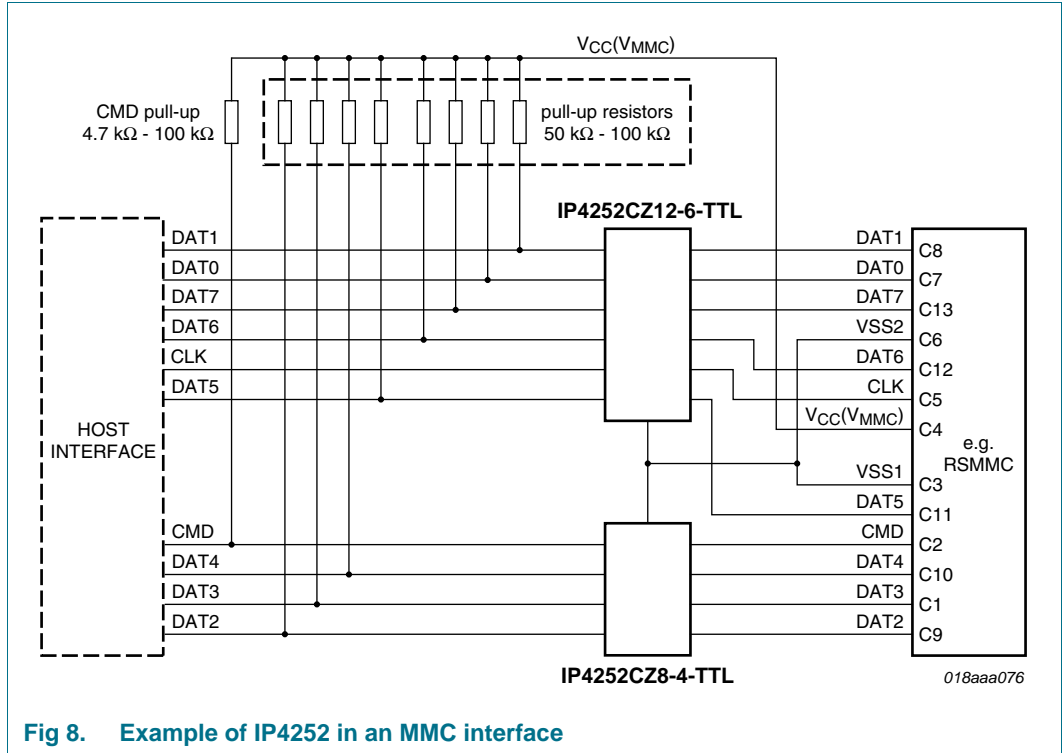 VCC(VMMC)
CMD pull-up
4.7 kΩ - 100 kΩ
pull-up resistors
50 kΩ - 100 kΩ
IP4252CZ12-6-TTL
HOST
INTERFACE
DAT1
DAT0
DAT7
DAT6
CLK
DAT5
CMD
DAT4
DAT3
DAT2
DAT1 C8
DAT0 C7
DAT7 C13
VSS2 C6
DAT6 C12
CLK C5
VCC(VMMC) C4
e.g.
RSMMC
VSS1 C3
DAT5 C11
CMD C2
DAT4 C10
DAT3 C1
DAT2 C9
IP4252CZ8-4-TTL
018aaa076
Fig 8. Example of IP4252 in an MMC interface